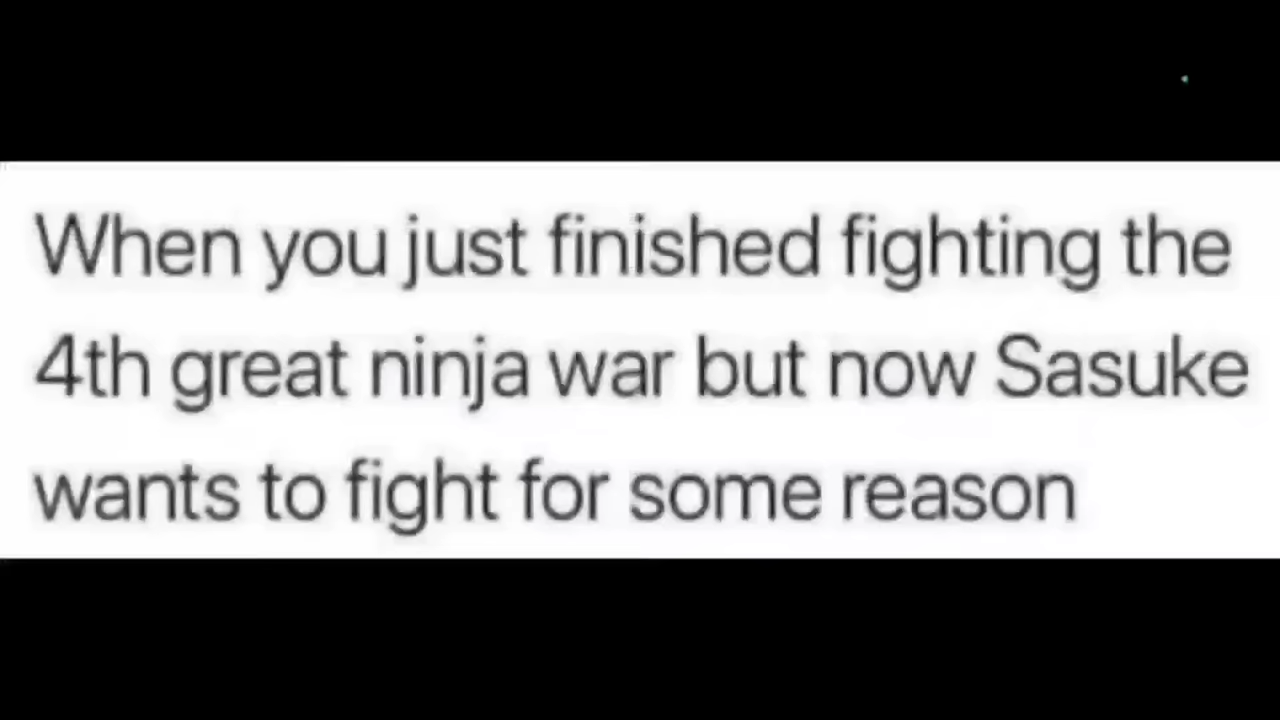 When you just finished fighting the
4th great ninja war but now Sasuke
wants to fight for some reason